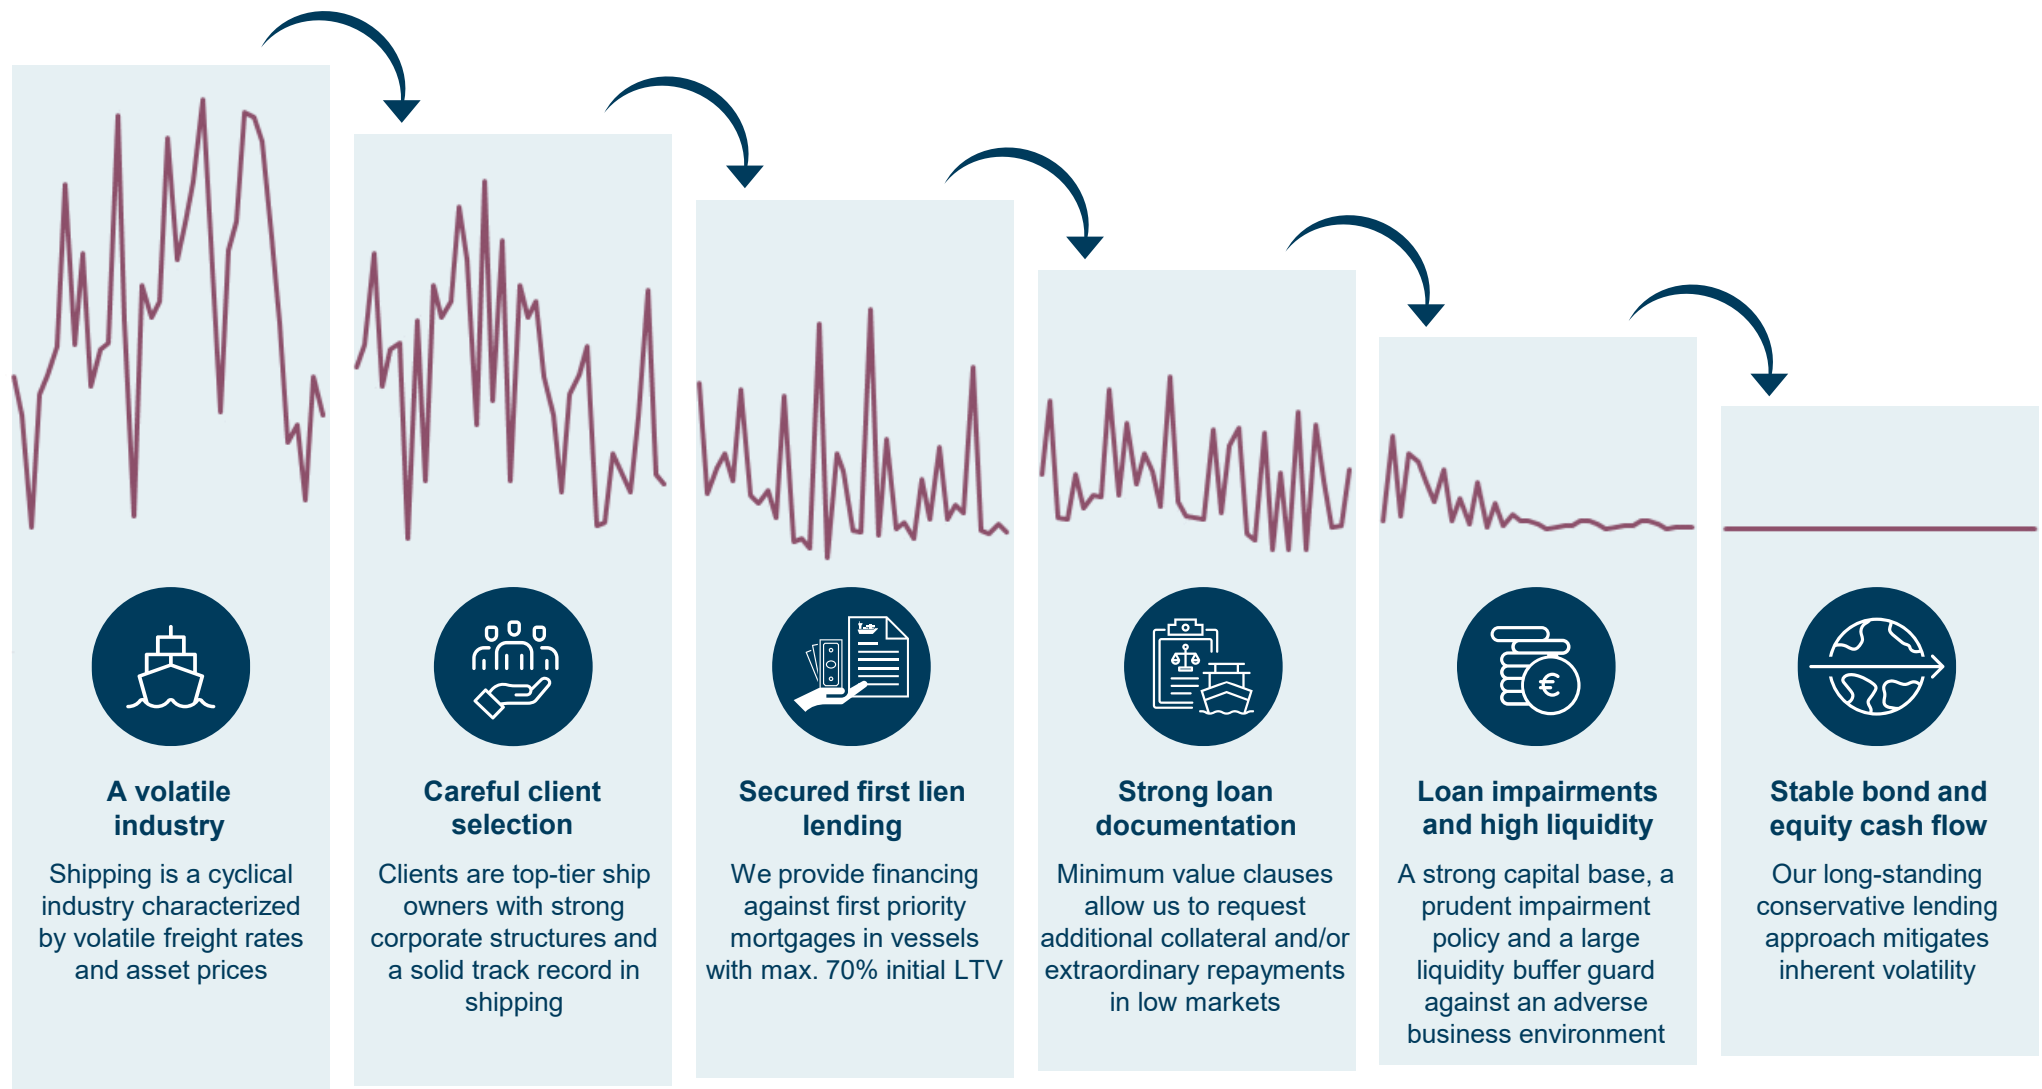 A volatile
industry
Shipping is a cyclical
industry characterized
by volatile freight rates
and asset prices
Careful client
selection
Clients are top-tier ship
owners with strong
corporate structures and
a solid track record in
shipping
Secured first lien
lending
We provide financing
against first priority
mortgages in vessels
with max. 70% initial LTV
Strong loan
documentation
Minimum value clauses
allow us to request
additional collateral and/or
extraordinary repayments
in low markets
€
Loan impairments
and high liquidity
A strong capital base, a
prudent impairment
policy and a large
liquidity buffer guard
against an adverse
business environment
Stable bond and
equity cash flow
Our long-standing
conservative lending
approach mitigates
inherent volatility